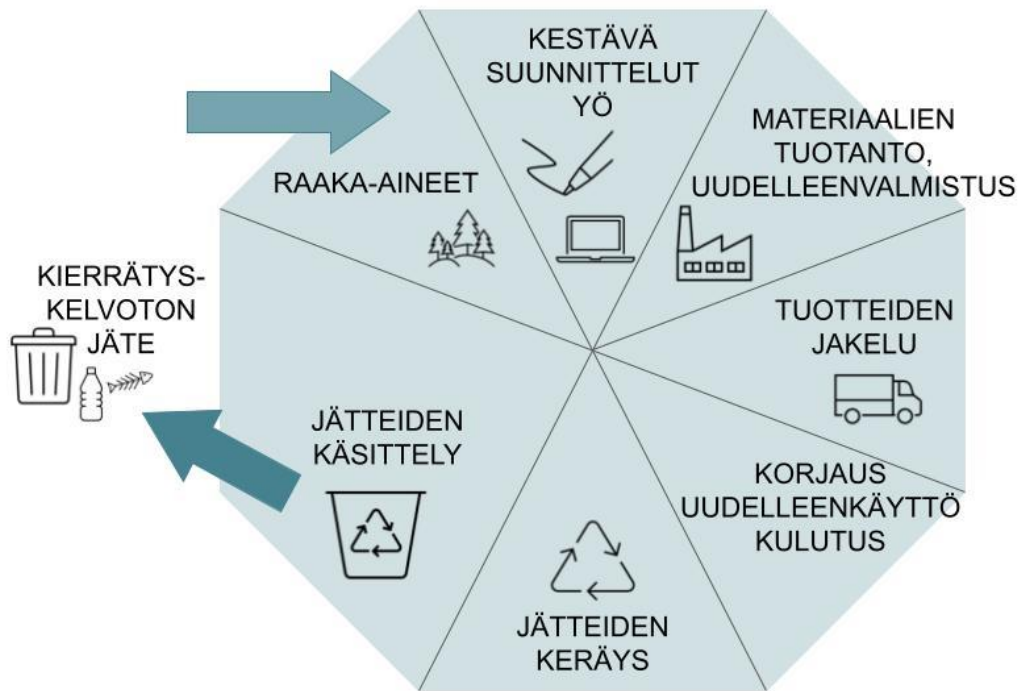 KESTÄVÄ
SUUNNITTELUT
YÖ
MATERIAALIEN
TUOTANTO,
UUDELLEENVALMISTUS
TUOTTEIDEN
JAKELU
KORJAUS
UUDELLEENKÄYTTÖ
KULUTUS
JÄTTEIDEN
KERÄYS
JÄTTEIDEN
KÄSITTELY
KIERRÄTYS-
KELVOTON
JÄTE
RAAKA-AINEET